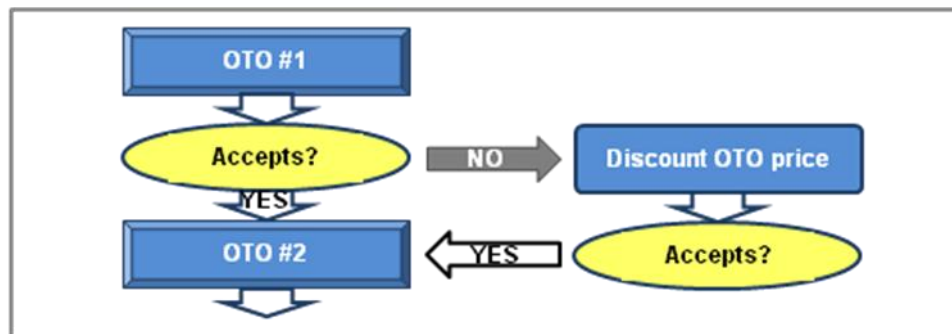 OTO #1
Accepts?
NO
Discount OTO price
YES
OTO #2
YES
Accepts?